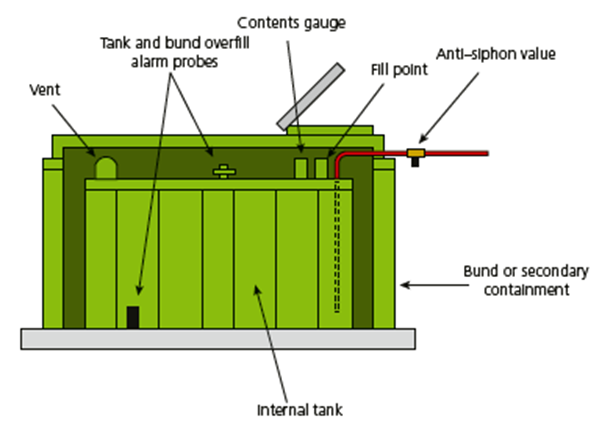 Contents gauge
Tank and bund overfill
alarm probes
Anti-siphon value
Fill point
Vent
Bund or secondary
containment
Internal tank